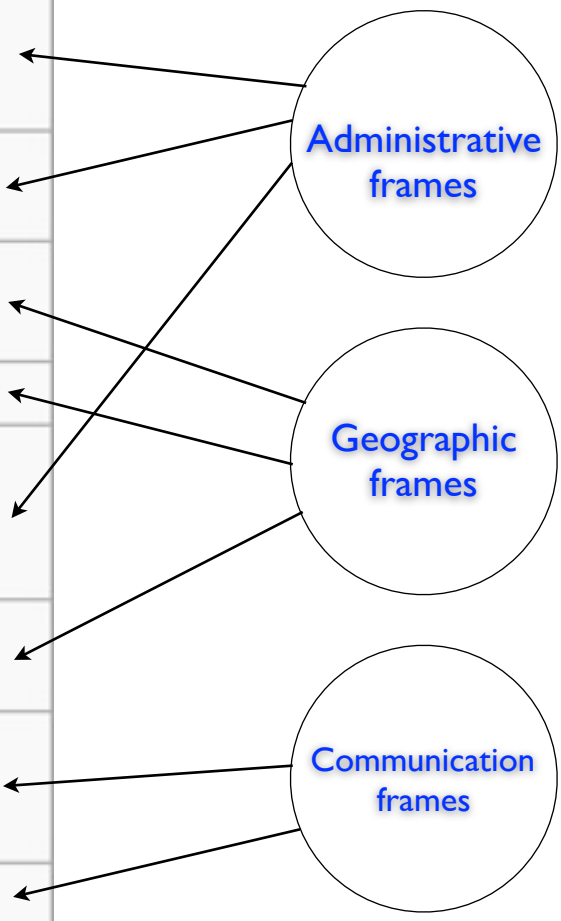 Administrative
frames
Geographic
frames
Communication
frames